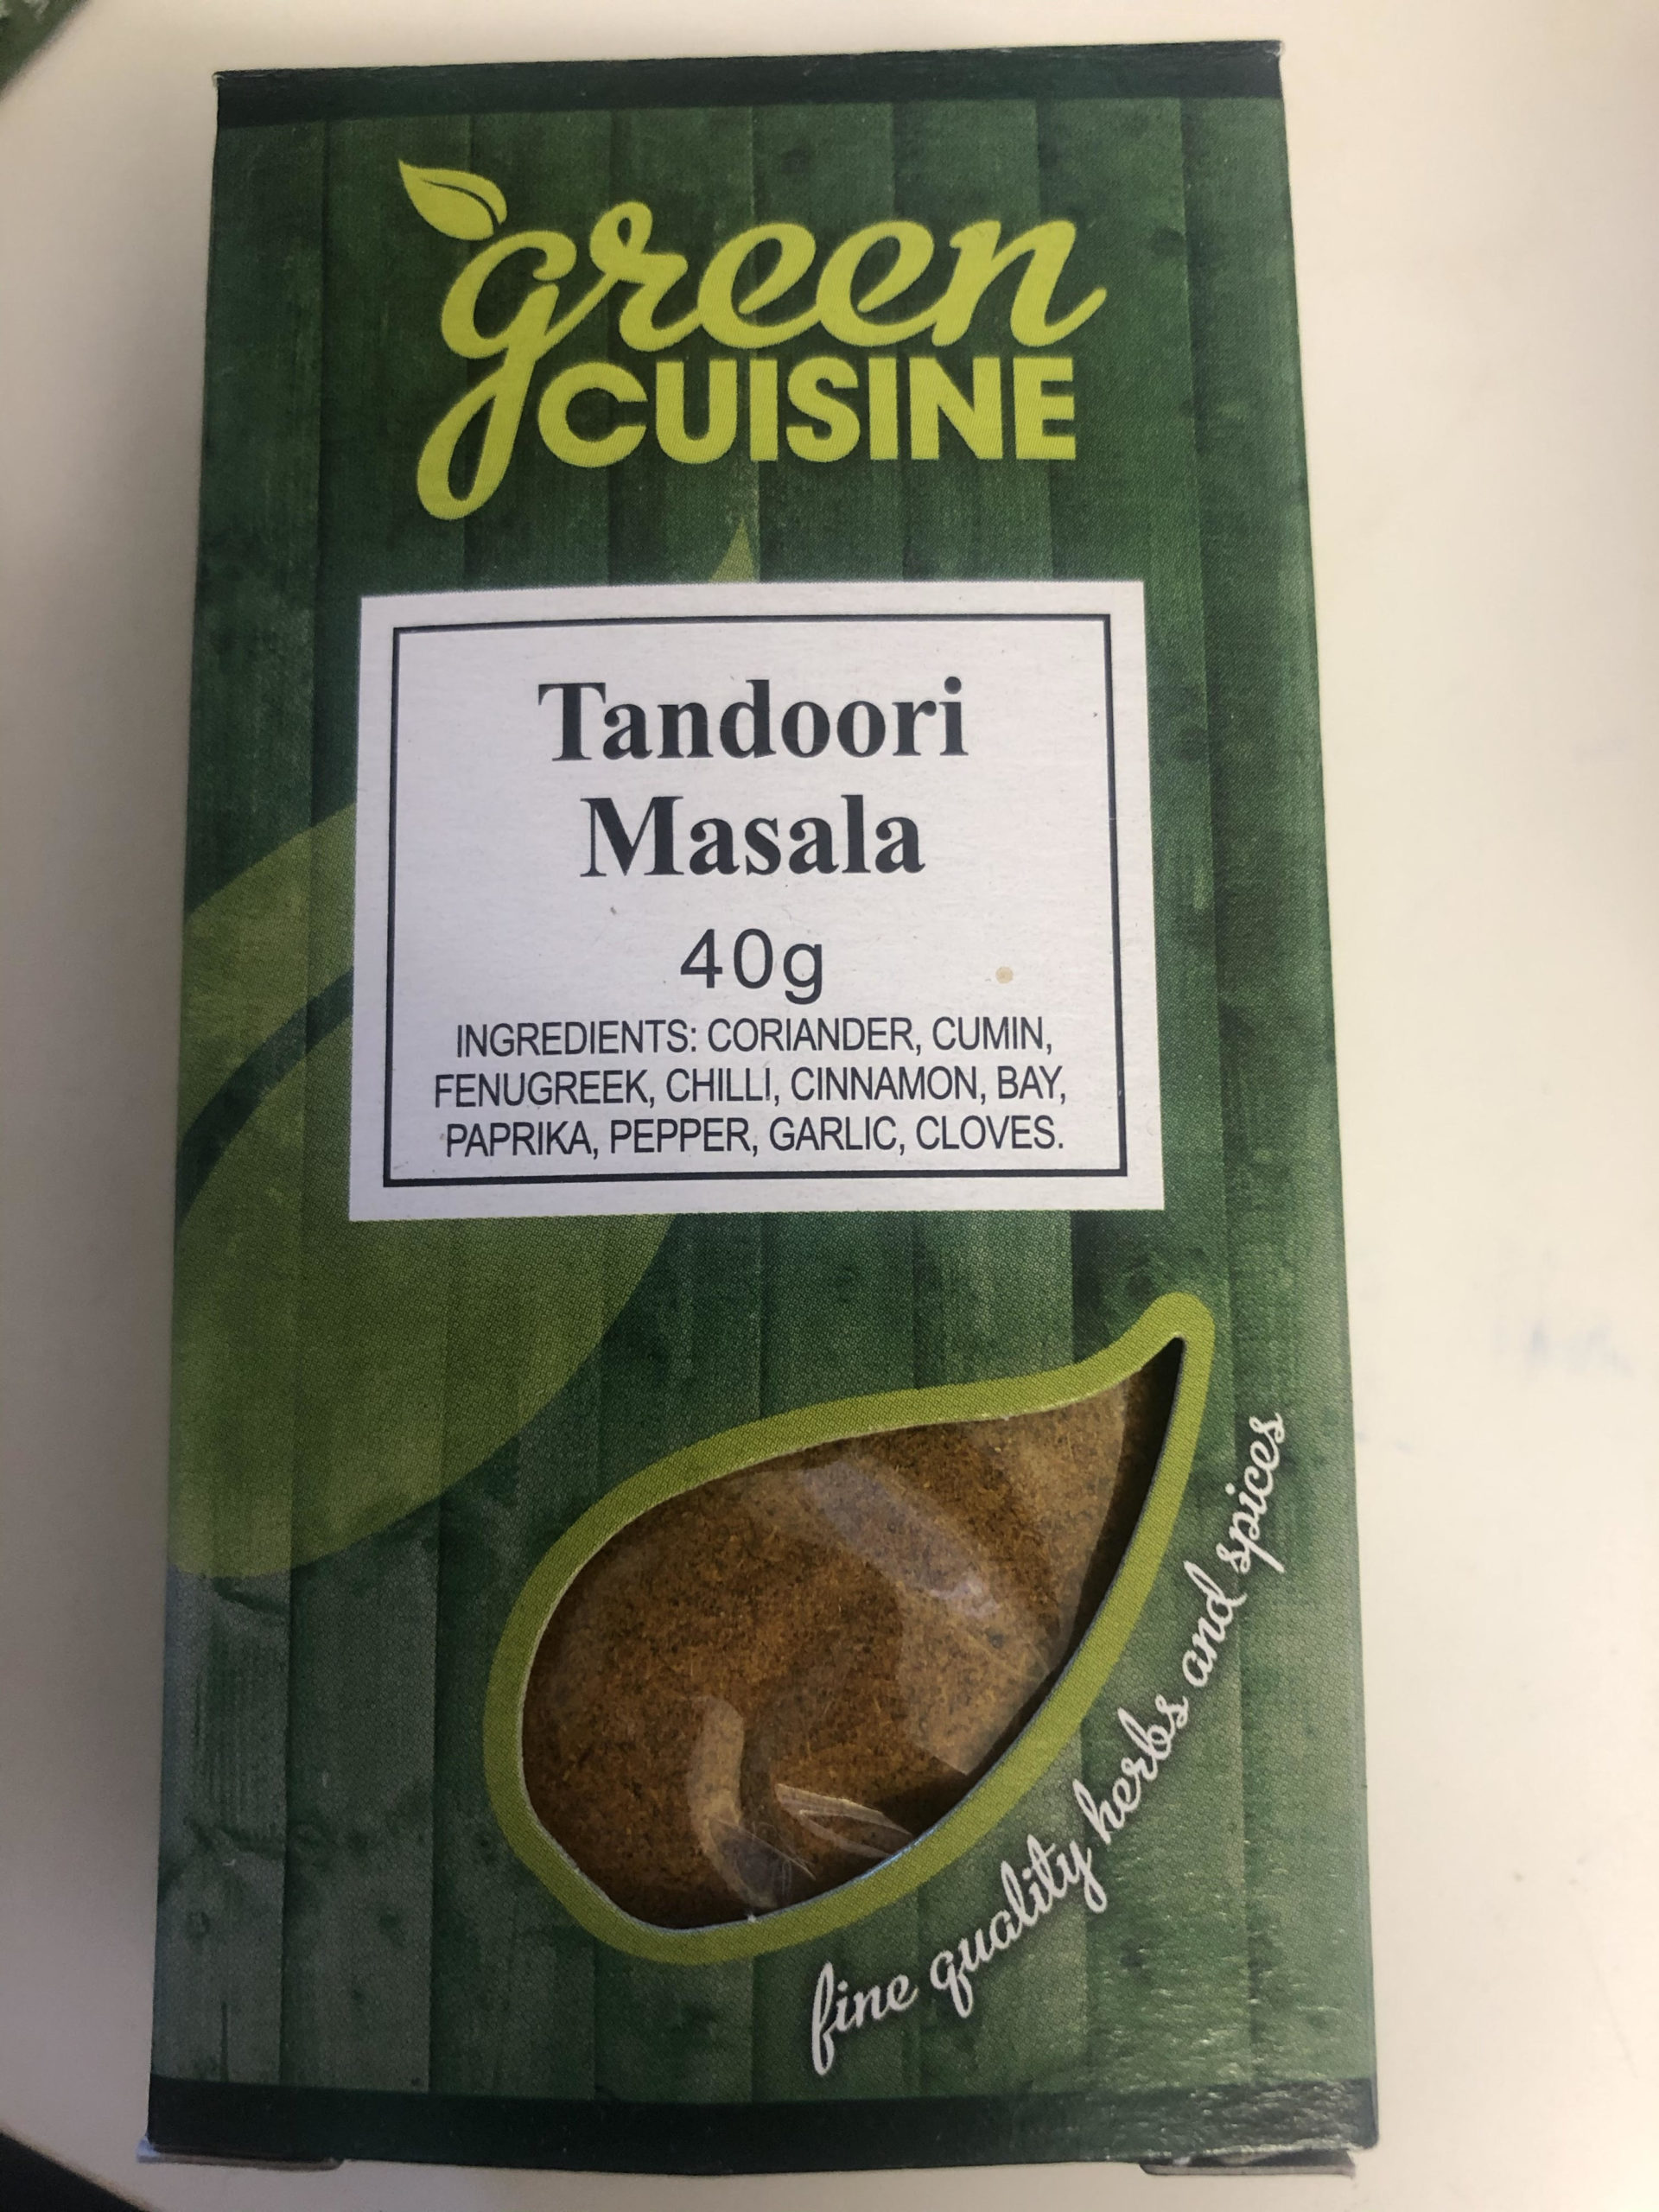 green
CUISINE
Tandoori
Masala
40g
INGREDIENTS: CORIANDER, CUMIN,
FENUGREEK, CHILLI, CINNAMON, BAY,
PAPRIKA, PEPPER, GARLIC, CLOVES.
fine quality herbs and spices